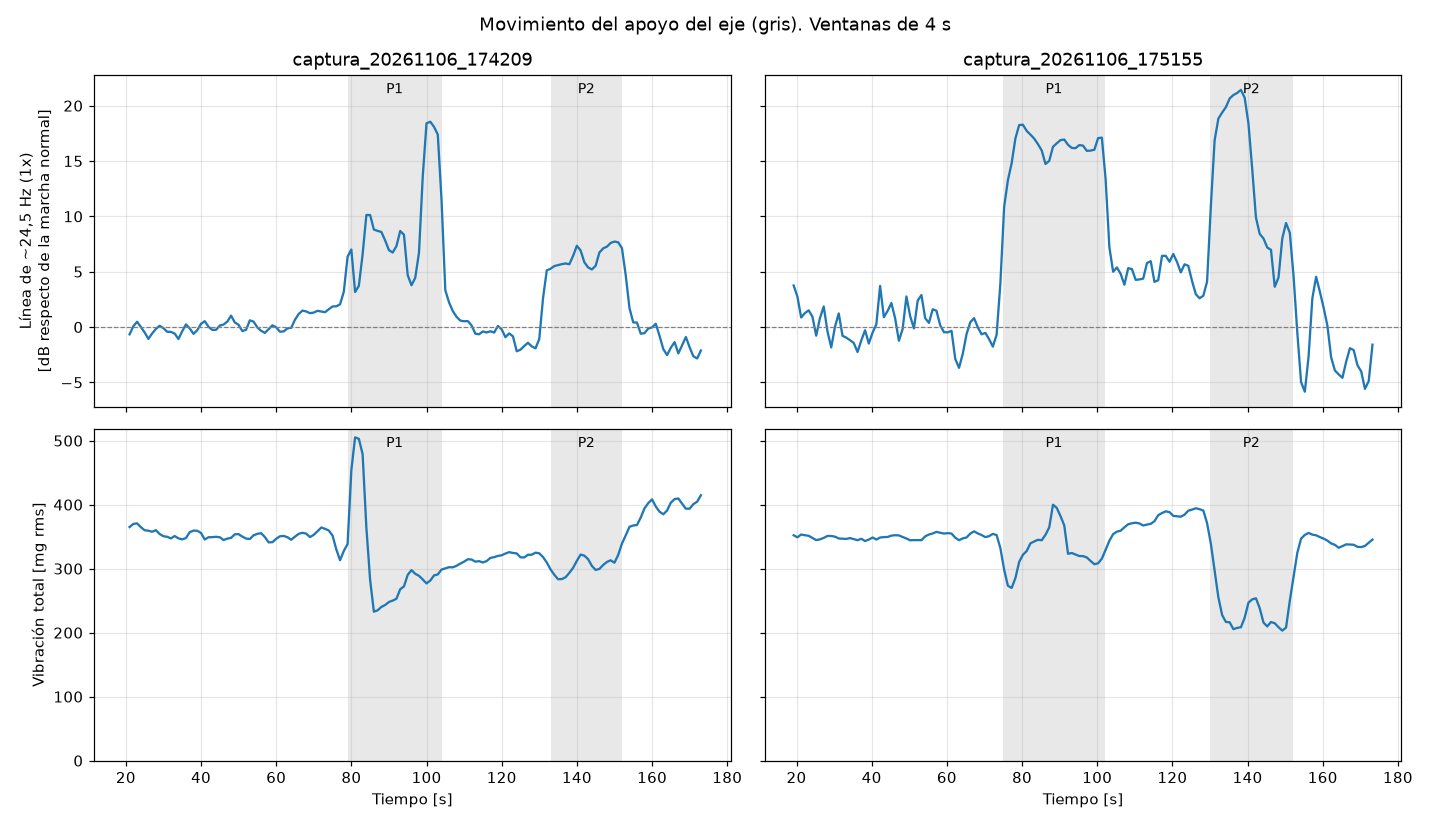 Movimiento del apoyo del eje (gris). Ventanas de 4 s
captura_20261106_174209
captura_20261106_175155
Línea de ~24,5 Hz (1x)
[dB respecto de la marcha normal]
20
15
10
5
0
−5
P1
P2
P1
P2
Vibración total [mg rms]
500
400
300
200
100
0
P1
P2
P1
P2
20 40 60 80 100 120 140 160 180
20 40 60 80 100 120 140 160 180
Tiempo [s]
Tiempo [s]